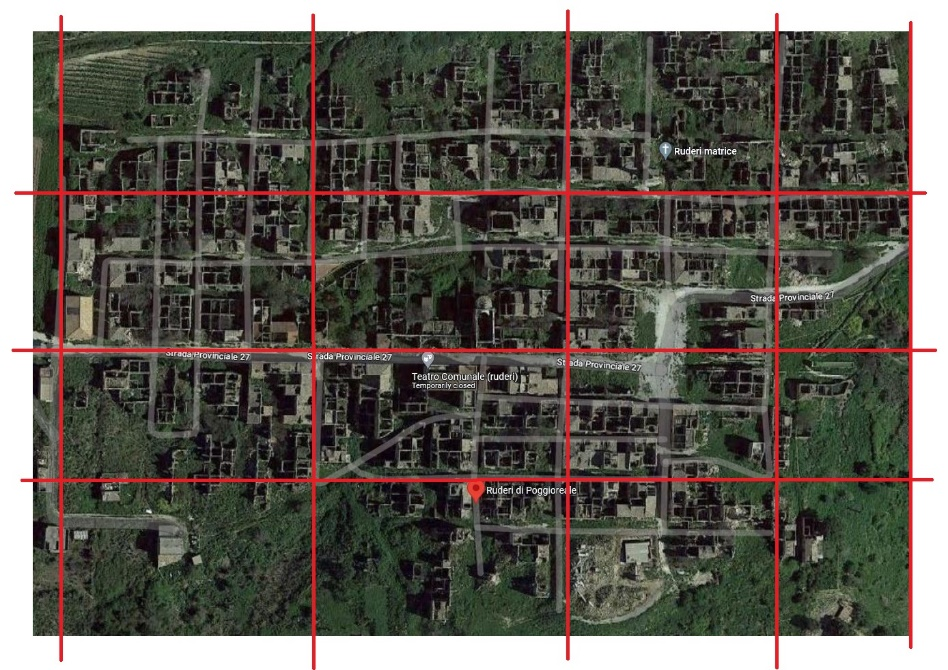 Ruderi matrice
Strada Provinciale 27
Strada Provinciale 27
Strada Provinciale 27
Strada Provinciale 27
Teatro Comunale (ruderi)
Temporarily closed
Ruderi di Poggioreale